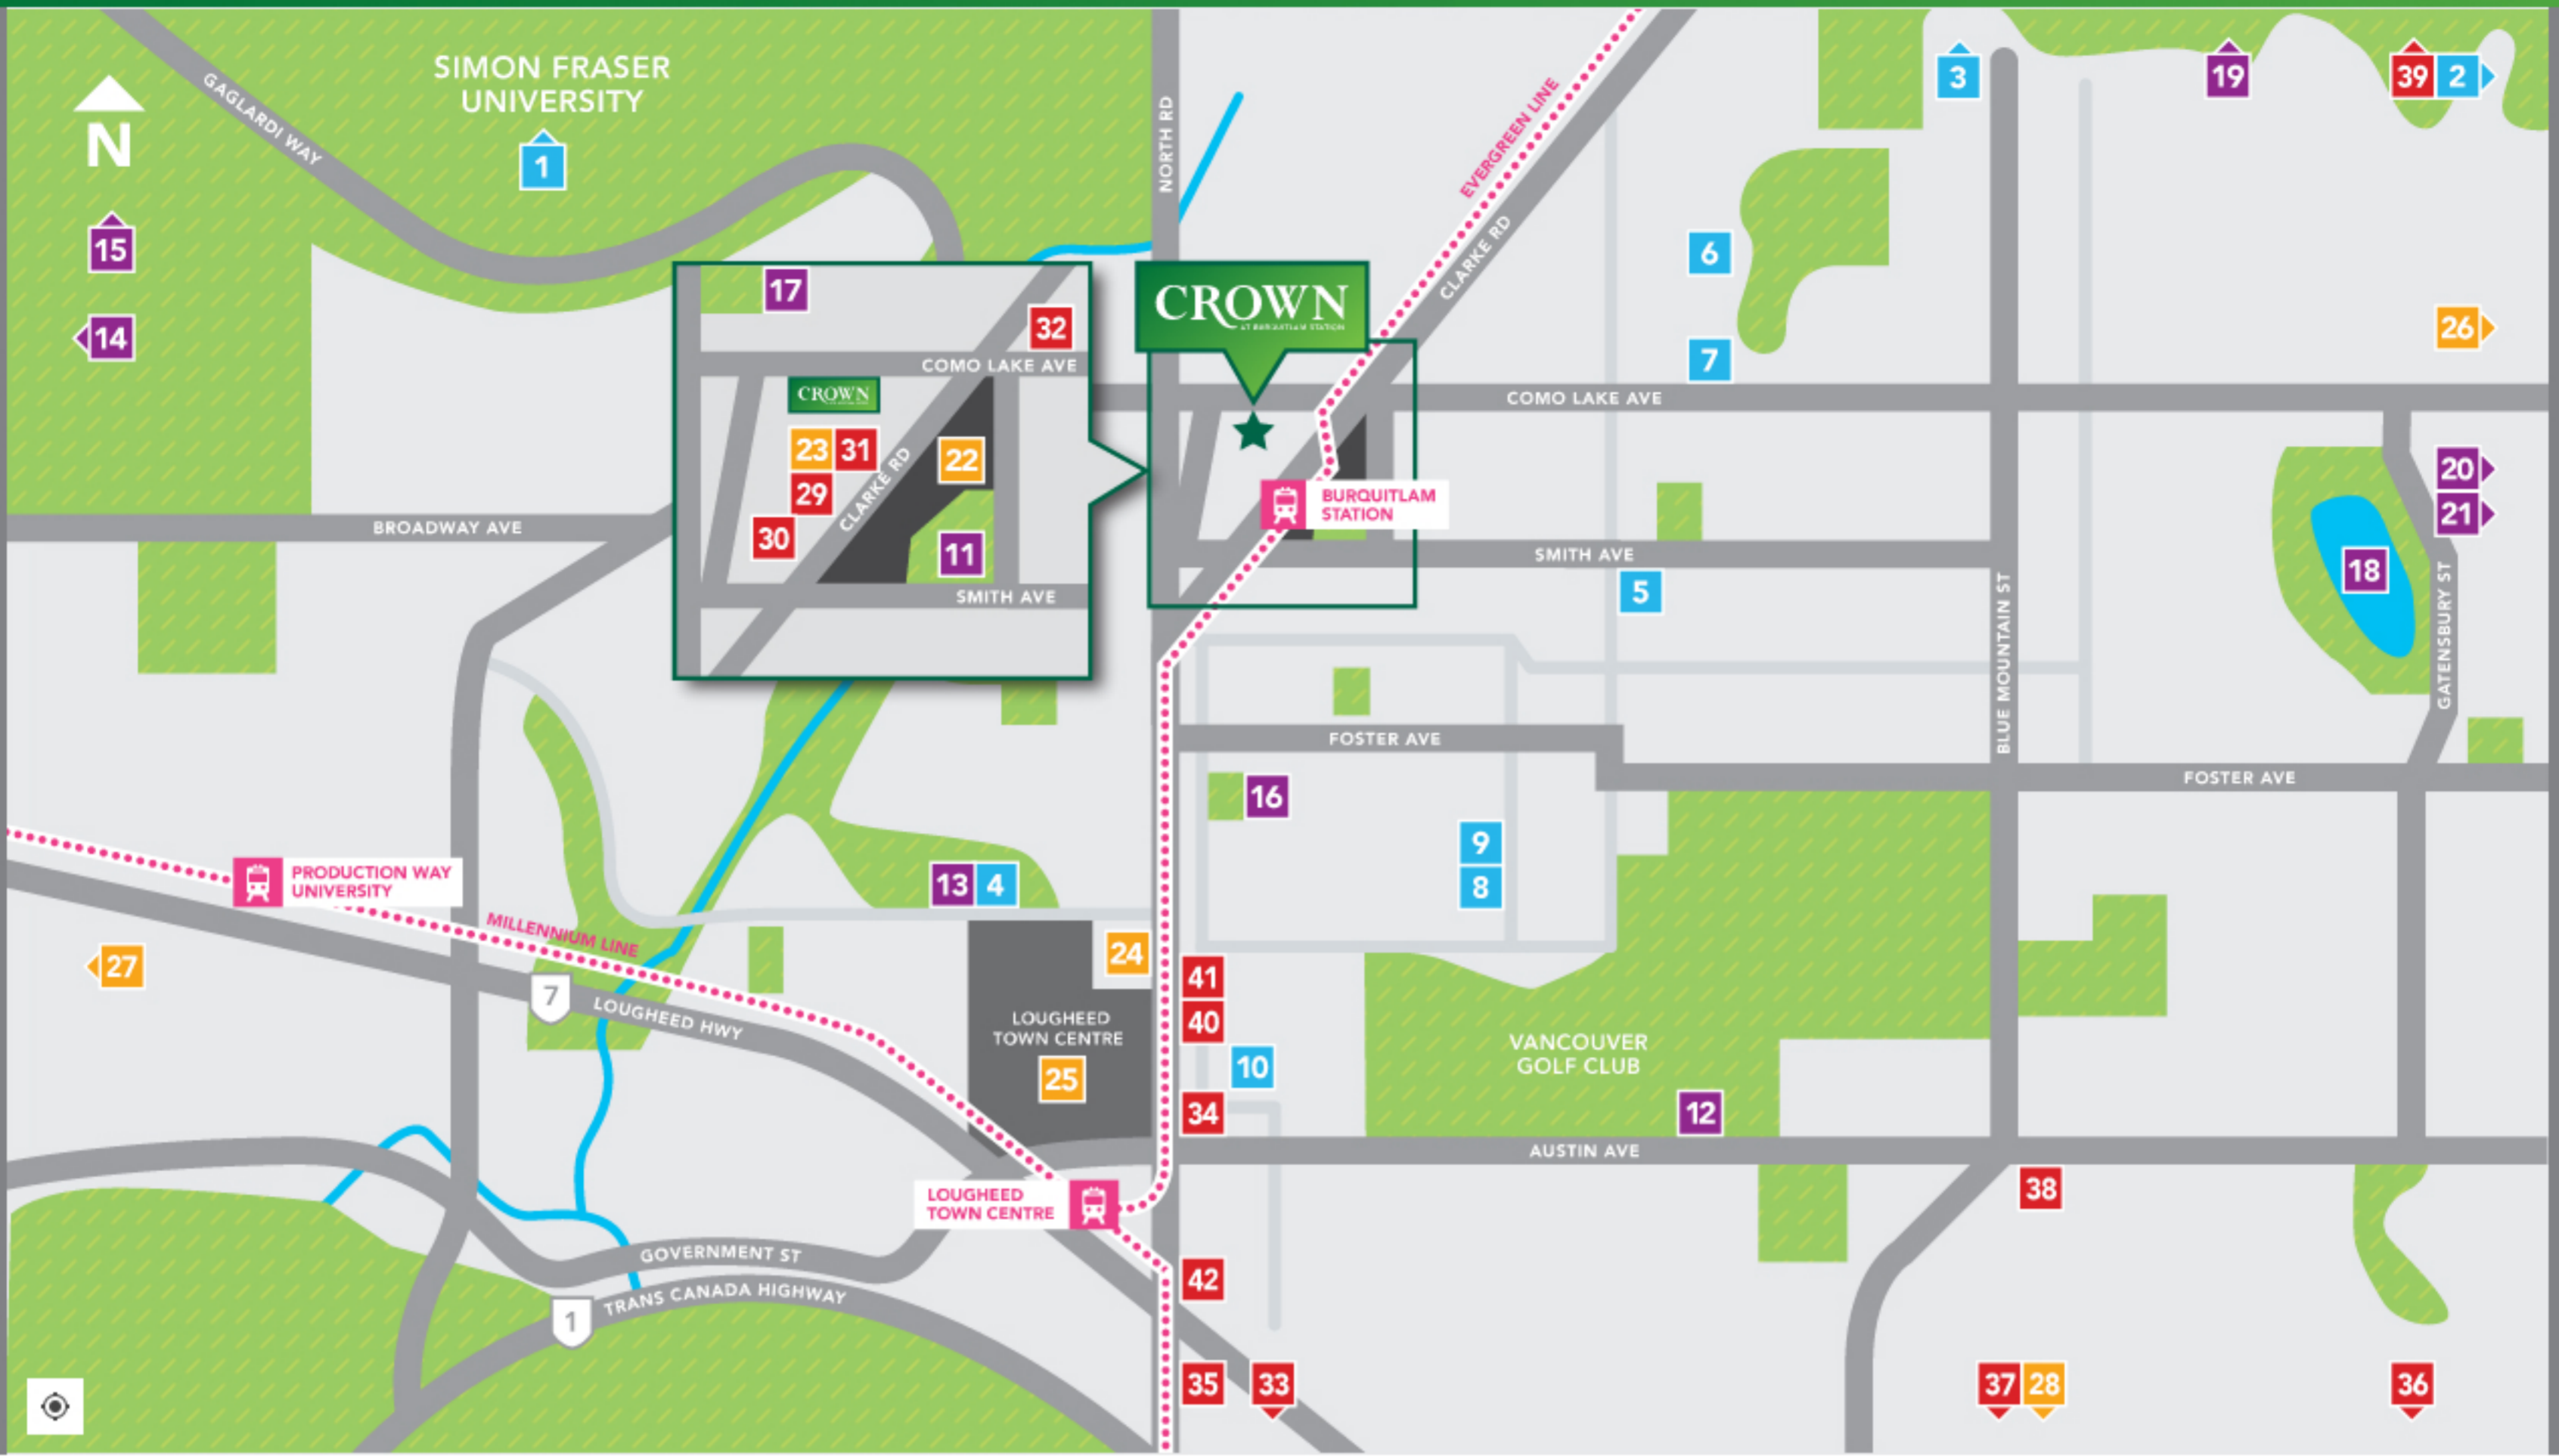 SIMON FRASER
UNIVERSITY
1
GAGLARDI WAY
N
15
14
NORTH RD
EVERGREEN LINE
CLARKE RD
3
19
39 2
6
7
26
CROWN
AT BURQUITLAM STATION
17
32
COMO LAKE AVE
CROWN
23 31
29
30
CLARKE RD
22
11
SMITH AVE
COMO LAKE AVE
BURQUITLAM
STATION
SMITH AVE
5
20
21
18
BLUE MOUNTAIN ST
GATENSBURY ST
BROADWAY AVE
FOSTER AVE
FOSTER AVE
16
9
8
13 4
PRODUCTION WAY
UNIVERSITY
MILLENNIUM LINE
27
7
LOUGHEED HWY
24
LOUGHEED
TOWN CENTRE
25
41
40
10
34
VANCOUVER
GOLF CLUB
12
AUSTIN AVE
38
LOUGHEED
TOWN CENTRE
GOVERNMENT ST
TRANS CANADA HIGHWAY
1
42
35 33
37 28
36